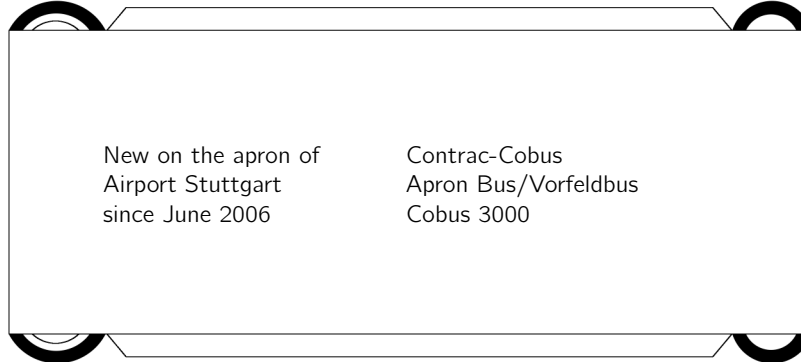 New on the apron of
Airport Stuttgart
since June 2006
Contrac-Cobus
Apron Bus/Vorfeldbus
Cobus 3000